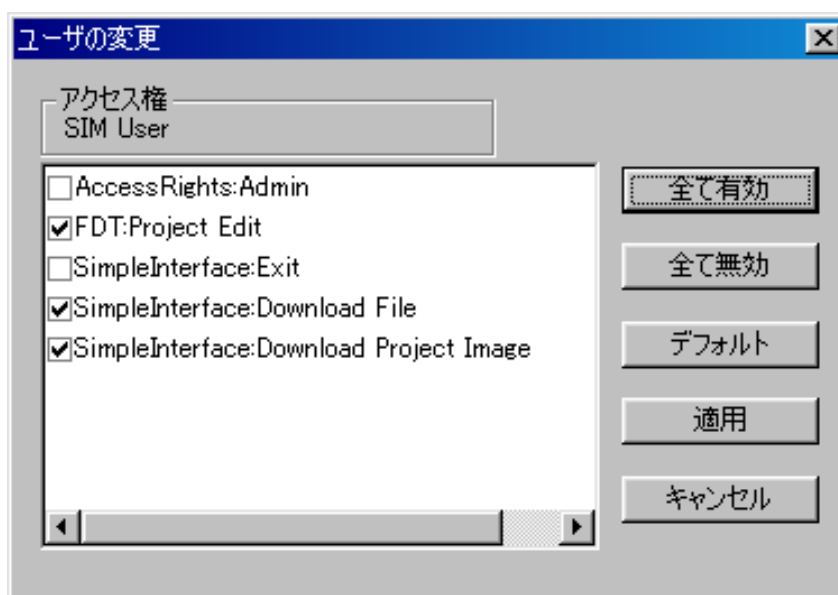 ユーザの変更
アクセス権
SIM User
AccessRights:Admin
FDT:Project Edit
SimpleInterface:Exit
SimpleInterface:Download File
SimpleInterface:Download Project Image
全て有効
全て無効
デフォルト
適用
キャンセル